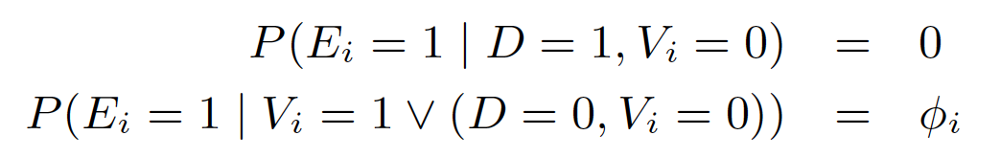 P(E_i = 1 | D = 1, V_i = 0) = 0
P(E_i = 1 | V_i = 1 ∨ (D = 0, V_i = 0)) = ϕ_i